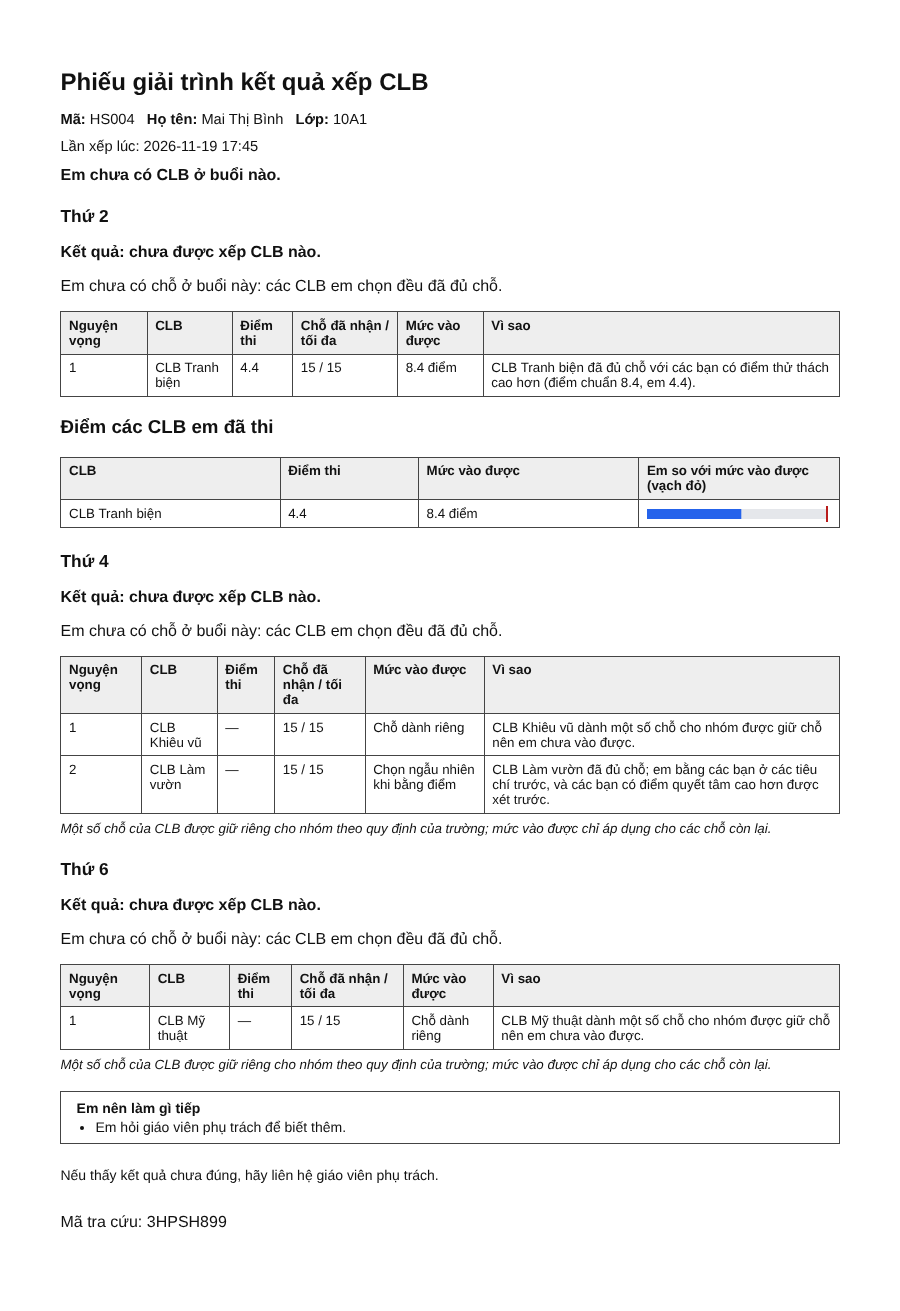 Phiếu giải trình kết quả xếp CLB
Mã: HS004 Họ tên: Mai Thị Bình Lớp: 10A1
Lần xếp lúc: 2026-11-19 17:45
Em chưa có CLB ở buổi nào.
Thứ 2
Kết quả: chưa được xếp CLB nào.
Em chưa có chỗ ở buổi này: các CLB em chọn đều đã đủ chỗ.
Nguyện vọng CLB Điểm thi Chỗ đã nhận / tối đa Mức vào được Vì sao
1 CLB Tranh biện 4.4 15 / 15 8.4 điểm CLB Tranh biện đã đủ chỗ với các bạn có điểm thử thách cao hơn (điểm chuẩn 8.4, em 4.4).
Điểm các CLB em đã thi
CLB Điểm thi Mức vào được Em so với mức vào được (vạch đỏ)
CLB Tranh biện 4.4 8.4 điểm
Thứ 4
Kết quả: chưa được xếp CLB nào.
Em chưa có chỗ ở buổi này: các CLB em chọn đều đã đủ chỗ.
Nguyện vọng CLB Điểm thi Chỗ đã nhận / tối đa Mức vào được Vì sao
1 CLB Khiêu vũ — 15 / 15 Chỗ dành riêng CLB Khiêu vũ dành một số chỗ cho nhóm được giữ chỗ nên em chưa vào được.
2 CLB Làm vườn — 15 / 15 Chọn ngẫu nhiên khi bằng điểm CLB Làm vườn đã đủ chỗ; em bằng các bạn ở các tiêu chí trước, và các bạn có điểm quyết tâm cao hơn được xét trước.
Một số chỗ của CLB được giữ riêng cho nhóm theo quy định của trường; mức vào được chỉ áp dụng cho các chỗ còn lại.
Thứ 6
Kết quả: chưa được xếp CLB nào.
Em chưa có chỗ ở buổi này: các CLB em chọn đều đã đủ chỗ.
Nguyện vọng CLB Điểm thi Chỗ đã nhận / tối đa Mức vào được Vì sao
1 CLB Mỹ thuật — 15 / 15 Chỗ dành riêng CLB Mỹ thuật dành một số chỗ cho nhóm được giữ chỗ nên em chưa vào được.
Một số chỗ của CLB được giữ riêng cho nhóm theo quy định của trường; mức vào được chỉ áp dụng cho các chỗ còn lại.
Em nên làm gì tiếp
• Em hỏi giáo viên phụ trách để biết thêm.
Nếu thấy kết quả chưa đúng, hãy liên hệ giáo viên phụ trách.
Mã tra cứu: 3HPSH899